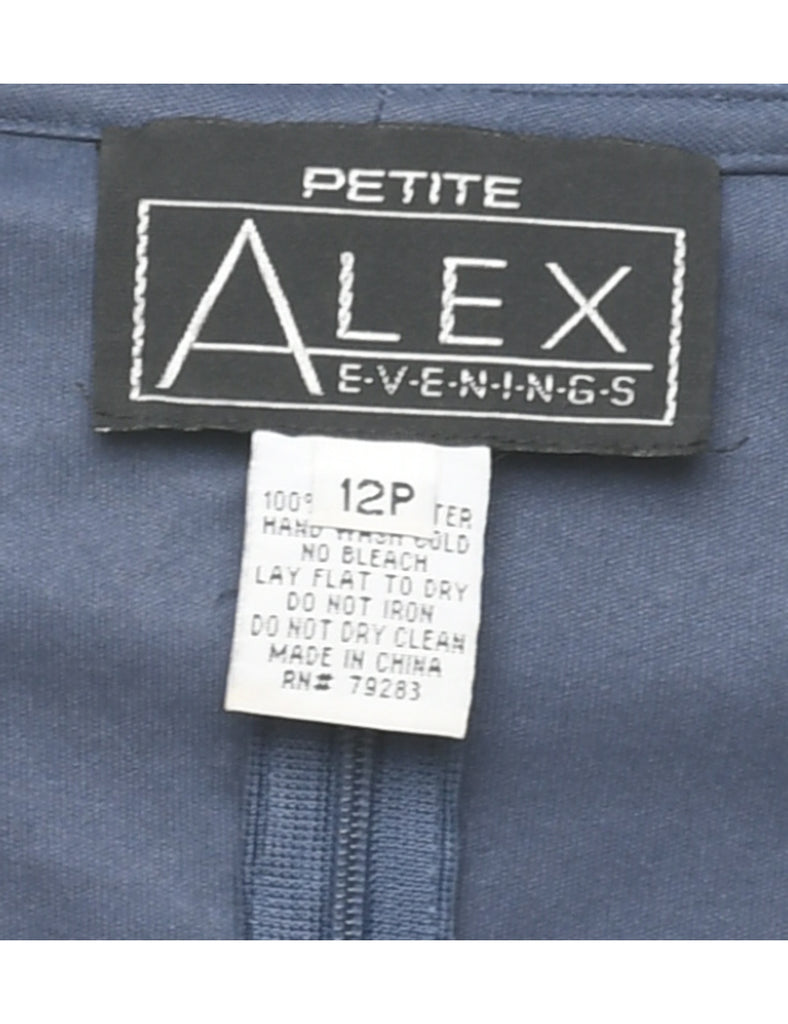 PETITE
ALEX
E-V-E-N-I-N-G-S
12P
100%
HAND WASH COLD
NO BLEACH
LAY FLAT TO DRY
DO NOT IRON
DO NOT DRY CLEAN
MADE IN CHINA
RN# 79283